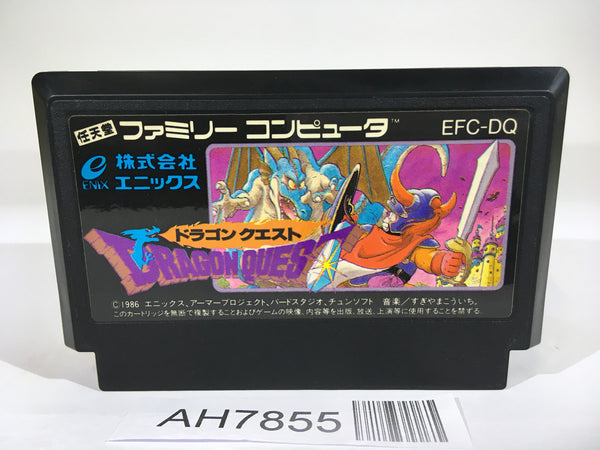 任天堂 ファミリー コンピュータ™ EFC-DQ
ENIX 株式会社
エニックス
ドラゴン クエスト
DRAGON QUEST
©1986 エニックス、アーマープロジェクト、バードスタジオ、チュンソフト 音楽/すぎやまこういち。
このカートリッジを無断で複製することおよびゲームの映像、内容等を出版、放送、上演等に使用することを禁ずる。
AH7855